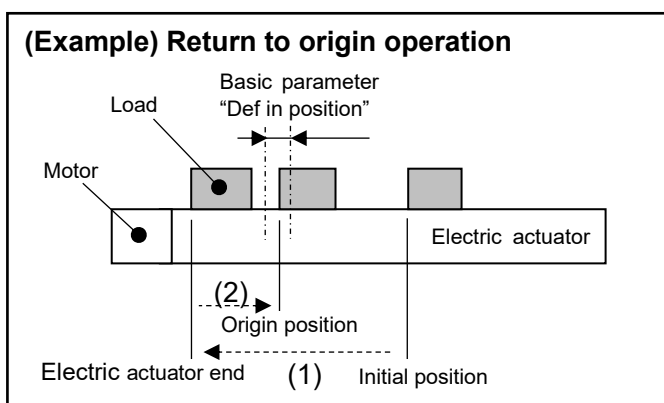 (Example) Return to origin operation
Basic parameter
“Def in position”
Load
Motor
Electric actuator
(2)
Origin position
Electric actuator end
(1)
Initial position